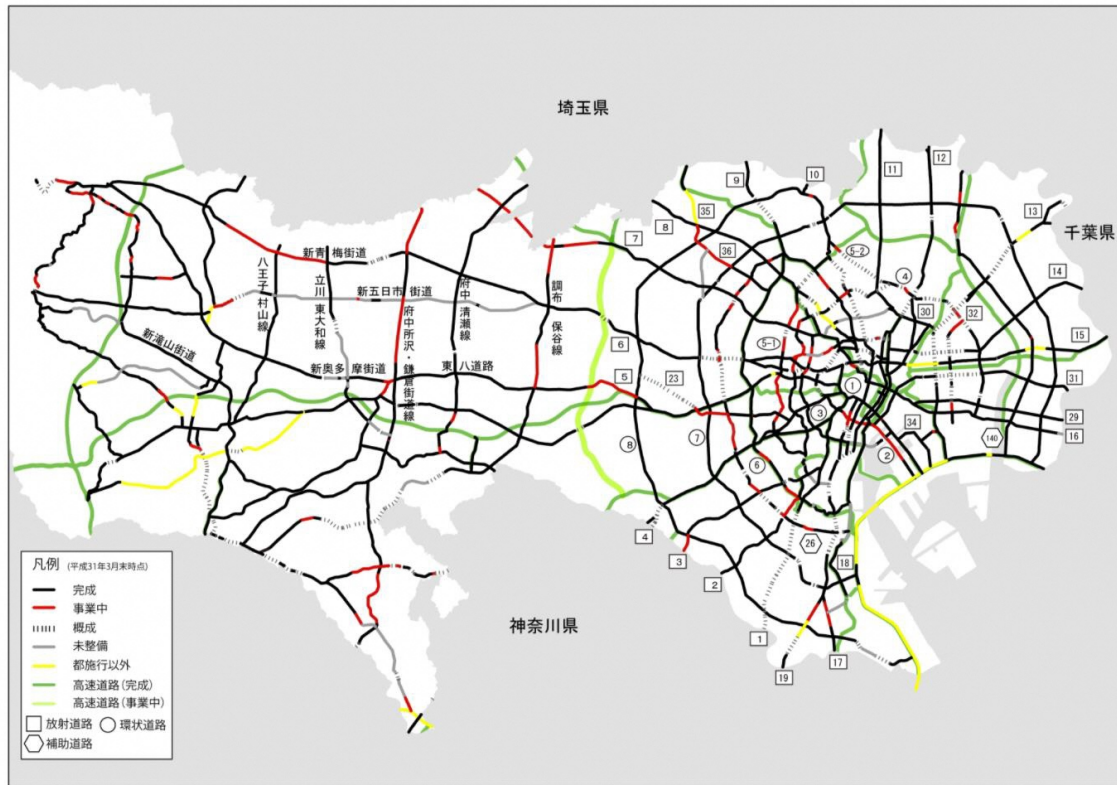 埼玉県
千葉県
神奈川県
新青梅街道
新五日市街道
八王子村山線
立川東大和線
府中所沢・鎌倉街道線
府中清瀬線
調布保谷線
新滝山街道
新奥多摩街道
東八道路
9
10
11
12
13
35
8
7
36
5-2
4
14
30
32
15
6
5-1
5
23
1
31
3
34
29
16
140
8
7
6
2
4
3
26
18
2
1
17
19
凡例 (平成31年3月末時点)
完成
事業中
概成
未整備
都施行以外
高速道路(完成)
高速道路(事業中)
放射道路 環状道路
補助道路